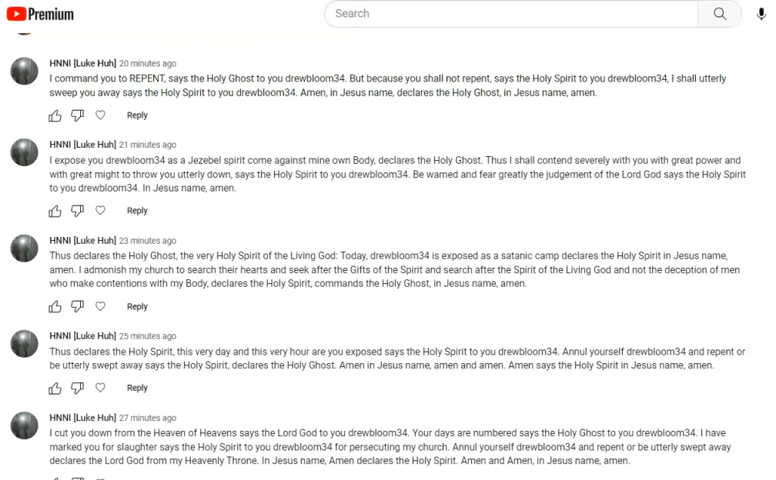 Premium
Search
HNNI [Luke Huh] 20 minutes ago
I command you to REPENT, says the Holy Ghost to you drewbloom34. But because you shall not repent, says the Holy Spirit to you drewbloom34, I shall utterly
sweep you away says the Holy Spirit to you drewbloom34. Amen, in Jesus name, declares the Holy Ghost, in Jesus name, amen.
Reply
HNNI [Luke Huh] 21 minutes ago
I expose you drewbloom34 as a Jezebel spirit come against mine own Body, declares the Holy Ghost. Thus I shall contend severely with you with great power and
with great might to throw you utterly down, says the Holy Spirit to you drewbloom34. Be warned and fear greatly the judgement of the Lord God says the Holy Spirit
to you drewbloom34. In Jesus name, amen.
Reply
HNNI [Luke Huh] 23 minutes ago
Thus declares the Holy Ghost, the very Holy Spirit of the Living God: Today, drewbloom34 is exposed as a satanic camp declares the Holy Spirit in Jesus name,
amen. I admonish my church to search their hearts and seek after the Gifts of the Spirit and search after the Spirit of the Living God and not the deception of men
who make contentions with my Body, declares the Holy Spirit, commands the Holy Ghost, in Jesus name, amen.
Reply
HNNI [Luke Huh] 25 minutes ago
Thus declares the Holy Spirit, this very day and this very hour are you exposed says the Holy Spirit to you drewbloom34. Annul yourself drewbloom34 and repent or
be utterly swept away says the Holy Spirit, declares the Holy Ghost. Amen in Jesus name, amen and amen. Amen says the Holy Spirit in Jesus name, amen.
Reply
HNNI [Luke Huh] 27 minutes ago
I cut you down from the Heaven of Heavens says the Lord God to you drewbloom34. Your days are numbered says the Holy Ghost to you drewbloom34. I have
marked you for slaughter says the Holy Spirit to you drewbloom34 for persecuting my church. Annul yourself drewbloom34 and repent or be utterly swept away
declares the Lord God from my Heavenly Throne. In Jesus name, Amen declares the Holy Spirit. Amen and Amen, in Jesus name, amen.